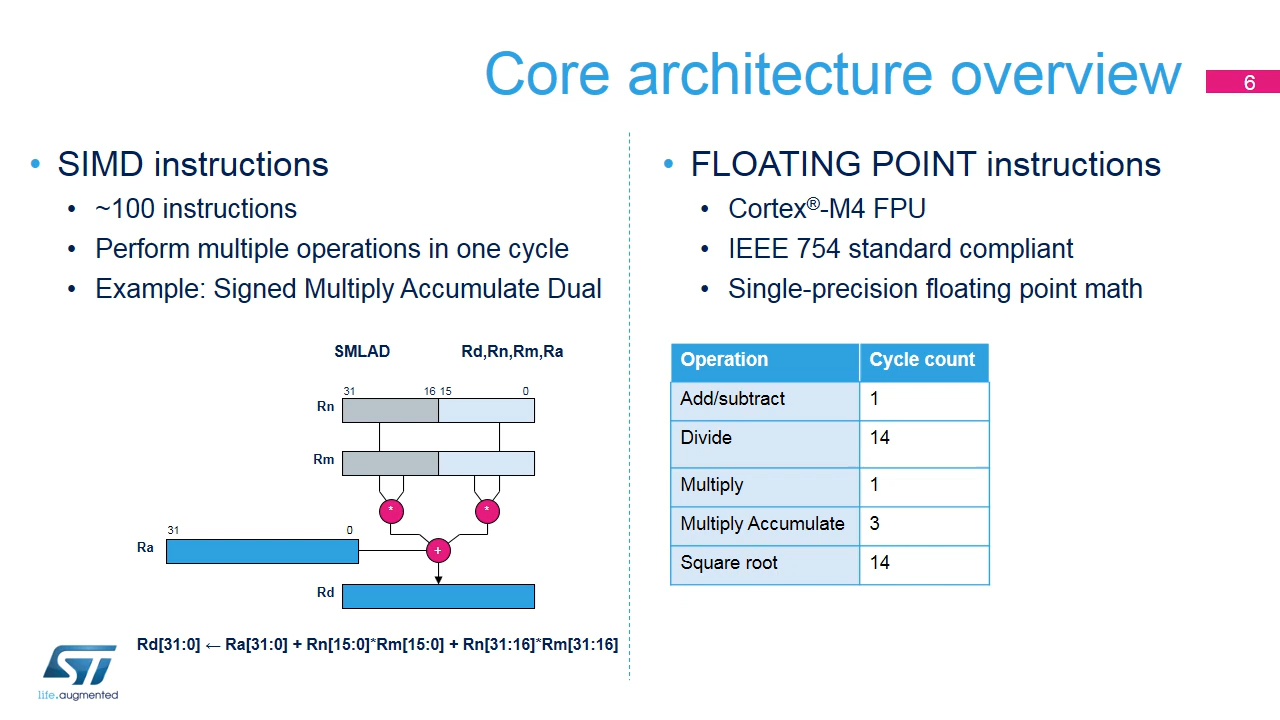 Core architecture overview
6
• SIMD instructions
• ~100 instructions
• Perform multiple operations in one cycle
• Example: Signed Multiply Accumulate Dual
SMLAD Rd,Rn,Rm,Ra
31 16 15 0
Rn
Rm
* *
31 0
Ra
+
Rd
Rd[31:0] ← Ra[31:0] + Rn[15:0]*Rm[15:0] + Rn[31:16]*Rm[31:16]
• FLOATING POINT instructions
• Cortex®-M4 FPU
• IEEE 754 standard compliant
• Single-precision floating point math
Operation Cycle count
Add/subtract 1
Divide 14
Multiply 1
Multiply Accumulate 3
Square root 14
ST
life.augmented